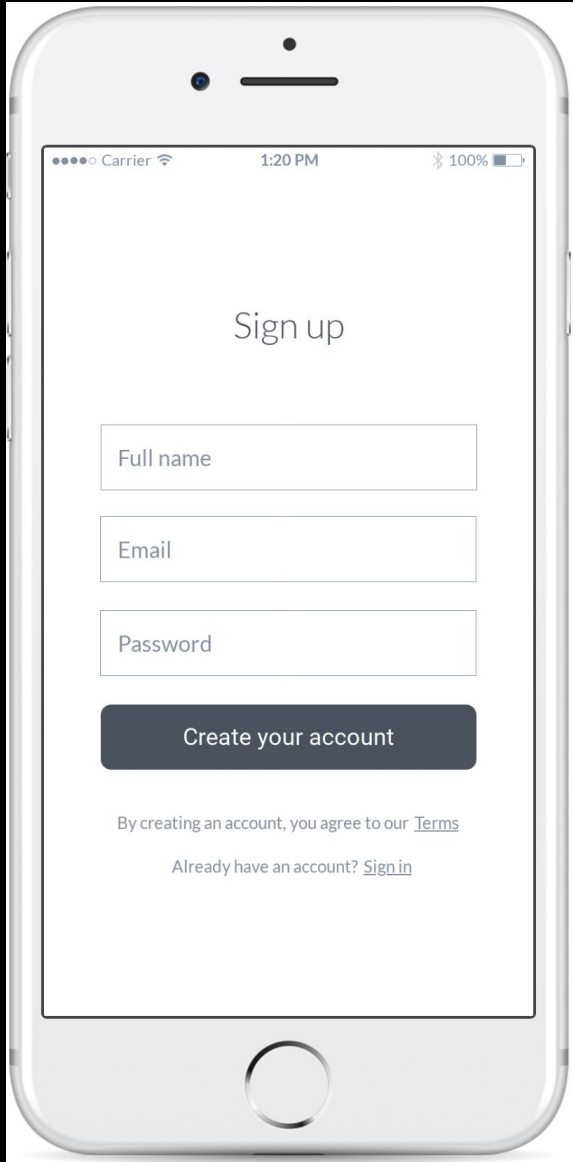 Carrier 1:20 PM 100%
Sign up
Full name
Email
Password
Create your account
By creating an account, you agree to our Terms
Already have an account? Sign in